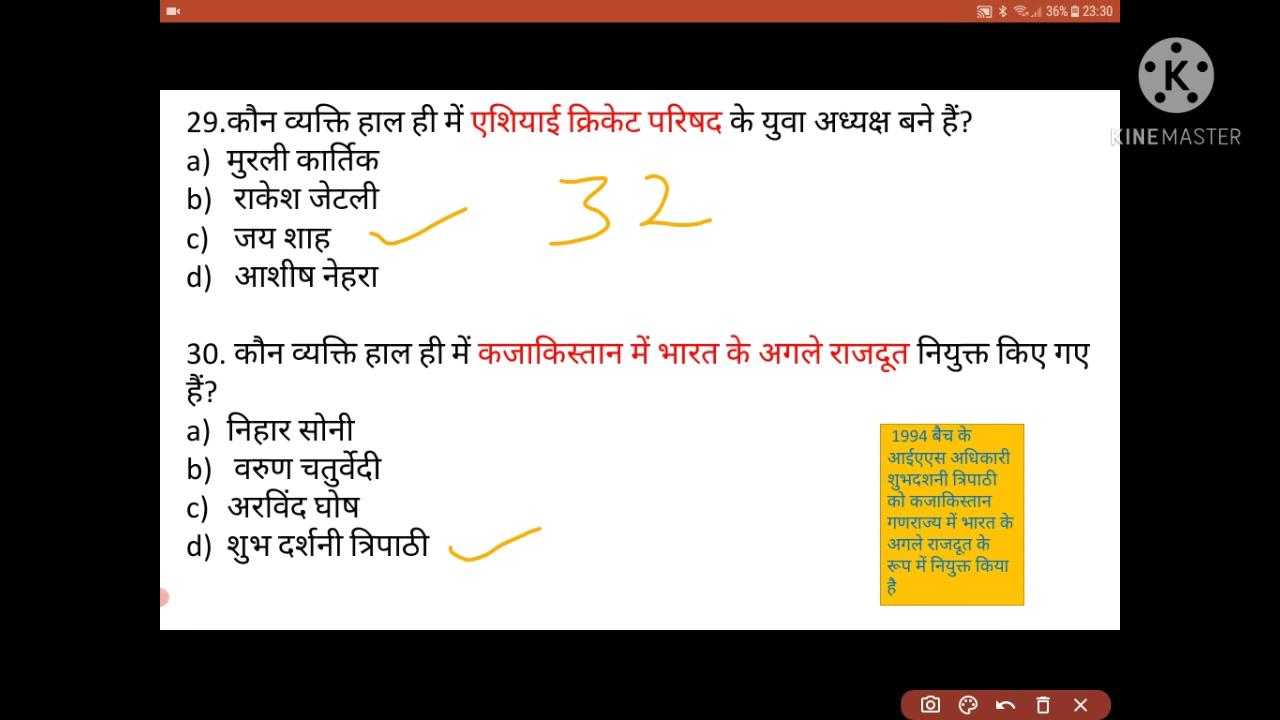 36% 23:30
K
KINEMASTER
29.कौन व्यक्ति हाल ही में एशियाई क्रिकेट परिषद के युवा अध्यक्ष बने हैं?
a) मुरली कार्तिक
b) राकेश जेटली
c) जय शाह
d) आशीष नेहरा
32
30. कौन व्यक्ति हाल ही में कजाकिस्तान में भारत के अगले राजदूत नियुक्त किए गए
हैं?
a) निहार सोनी
b) वरुण चतुर्वेदी
c) अरविंद घोष
d) शुभ दर्शनी त्रिपाठी
1994 बैच के
आईएएस अधिकारी
शुभदशनी त्रिपाठी
को कजाकिस्तान
गणराज्य में भारत के
अगले राजदूत के
रूप में नियुक्त किया
है